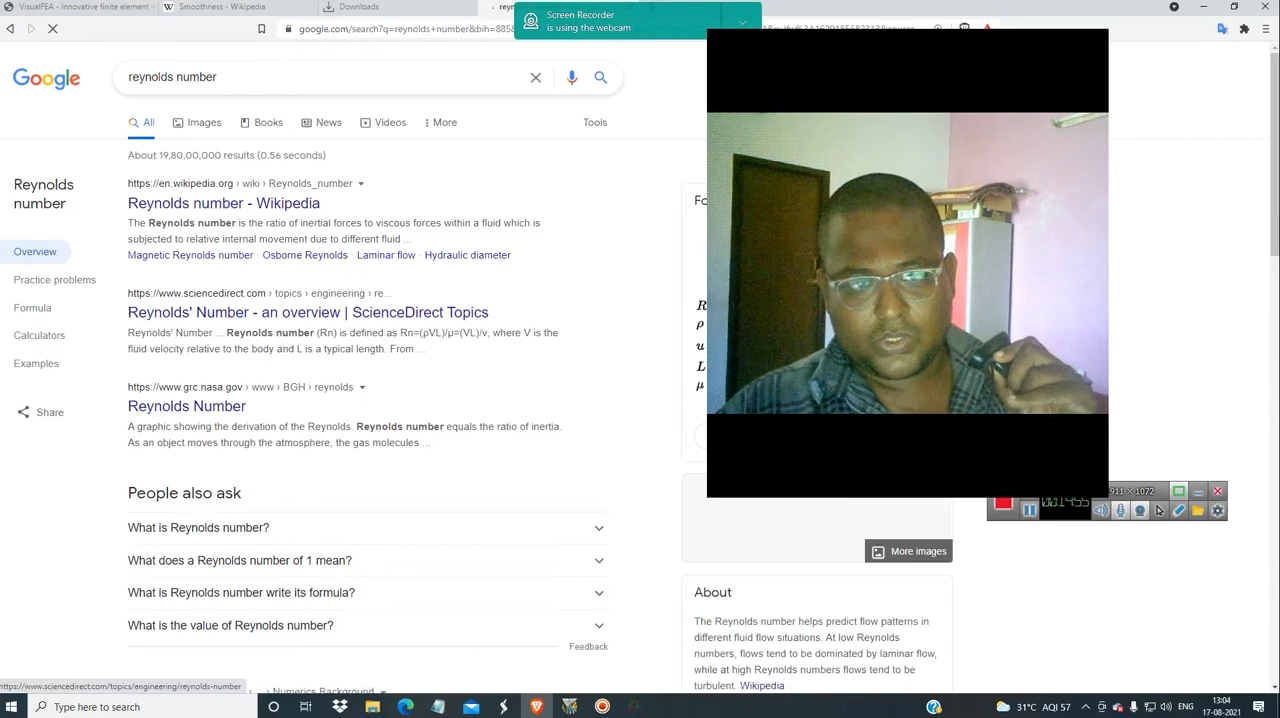 VisualFEA - Innovative finite element
Smoothness - Wikipedia
Downloads
Screen Recorder
is using the webcam
google.com/search?q=reynolds+number&bih=885
Google
reynolds number
All
Images
Books
News
Videos
More
Tools
About 19,80,00,000 results (0.56 seconds)
Reynolds
number
Overview
Practice problems
Formula
Calculators
Examples
Share
https://en.wikipedia.org › wiki › Reynolds_number
Reynolds number - Wikipedia
The Reynolds number is the ratio of inertial forces to viscous forces within a fluid which is
subjected to relative internal movement due to different fluid ...
Magnetic Reynolds number · Osborne Reynolds · Laminar flow · Hydraulic diameter
https://www.sciencedirect.com › topics › engineering › re...
Reynolds' Number - an overview | ScienceDirect Topics
Reynolds' Number ... Reynolds number (Rn) is defined as Rn=(ρVL)/μ=(VL)/ν, where V is the
fluid velocity relative to the body and L is a typical length. From ...
https://www.grc.nasa.gov › www › BGH › reynolds
Reynolds Number
A graphic showing the derivation of the Reynolds. Reynolds number equals the ratio of inertia.
As an object moves through the atmosphere, the gas molecules ...
People also ask
What is Reynolds number?
What does a Reynolds number of 1 mean?
What is Reynolds number write its formula?
What is the value of Reynolds number?
Feedback
Fo
R
ρ
u
L
μ
More images
About
The Reynolds number helps predict flow patterns in
different fluid flow situations. At low Reynolds
numbers, flows tend to be dominated by laminar flow,
while at high Reynolds numbers flows tend to be
turbulent. Wikipedia
911 × 1072
https://www.sciencedirect.com/topics/engineering/reynolds-number
Numerics Background
Type here to search
31°C AQI 57
13:04
17-08-2021